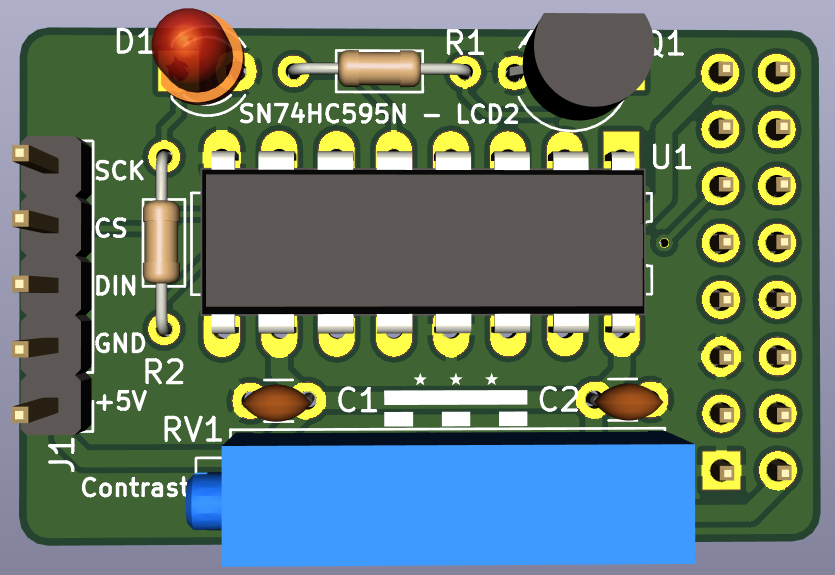 D1
R1
Q1
SN74HC595N – LCD2
U1
SCK
CS
DIN
GND
+5V
R2
C1
★ ★ ★
C2
RV1
J1
Contrast